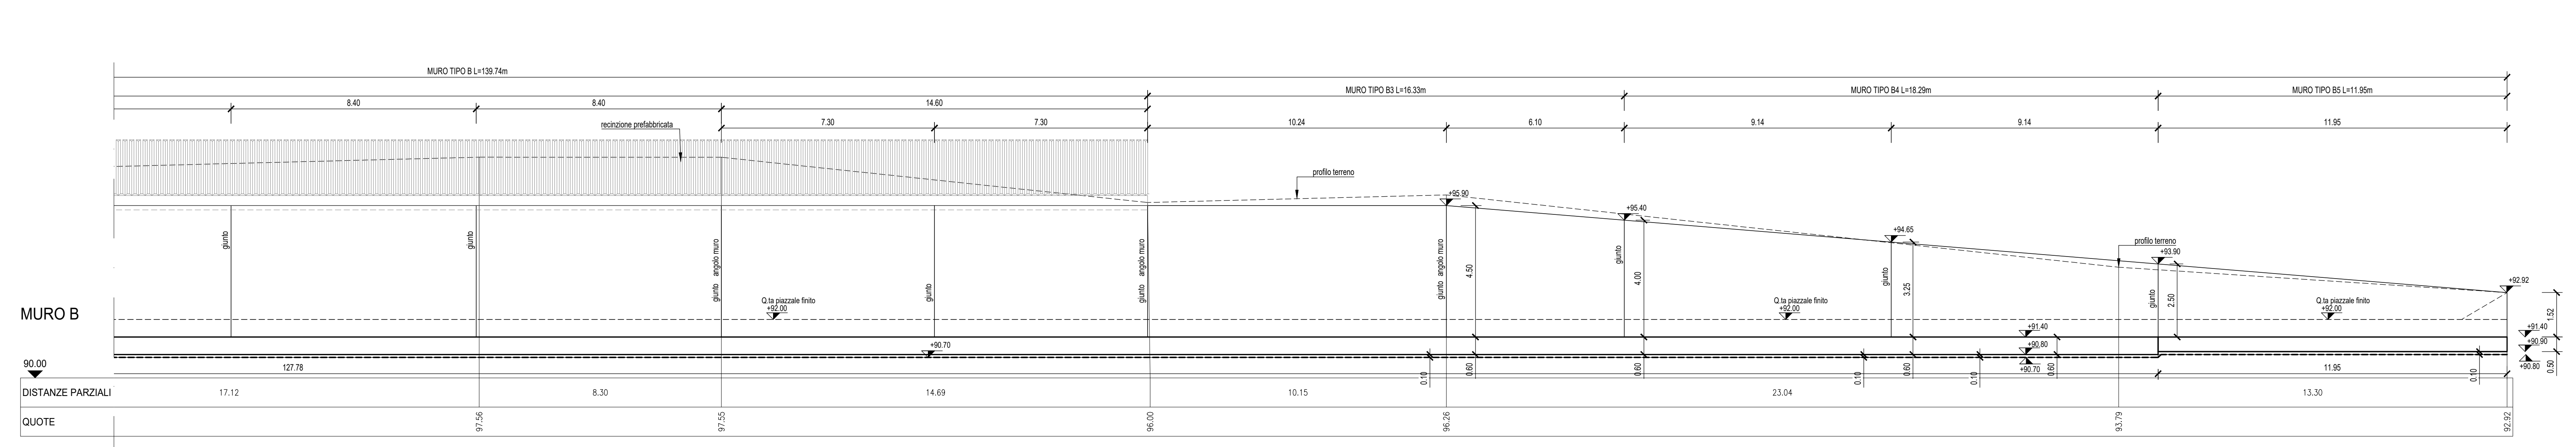 MURO TIPO B L=139.74m
MURO TIPO B3 L=16.33m
MURO TIPO B4 L=18.29m
MURO TIPO B5 L=11.95m
8.40
8.40
14.60
recinzione prefabbricata
7.30
7.30
10.24
6.10
9.14
9.14
11.95
profilo terreno
+95.90
+95.40
+94.65
profilo terreno
+93.90
+92.92
giunto
giunto
giunto angolo muro
giunto
giunto angolo muro
giunto angolo muro
4.50
giunto
4.00
giunto
3.25
giunto
2.50
1.52
MURO B
Q.ta piazzale finito
+92.00
Q.ta piazzale finito
+92.00
Q.ta piazzale finito
+92.00
+91.40
+91.40
+90.70
+90.80
+90.90
+90.70
+90.80
90.00
127.78
0.10
0.60
0.60
0.10
0.60
0.10
0.60
11.95
0.10
0.50
DISTANZE PARZIALI
17.12
8.30
14.69
10.15
23.04
13.30
QUOTE
97.56
97.55
96.00
96.26
93.79
92.92